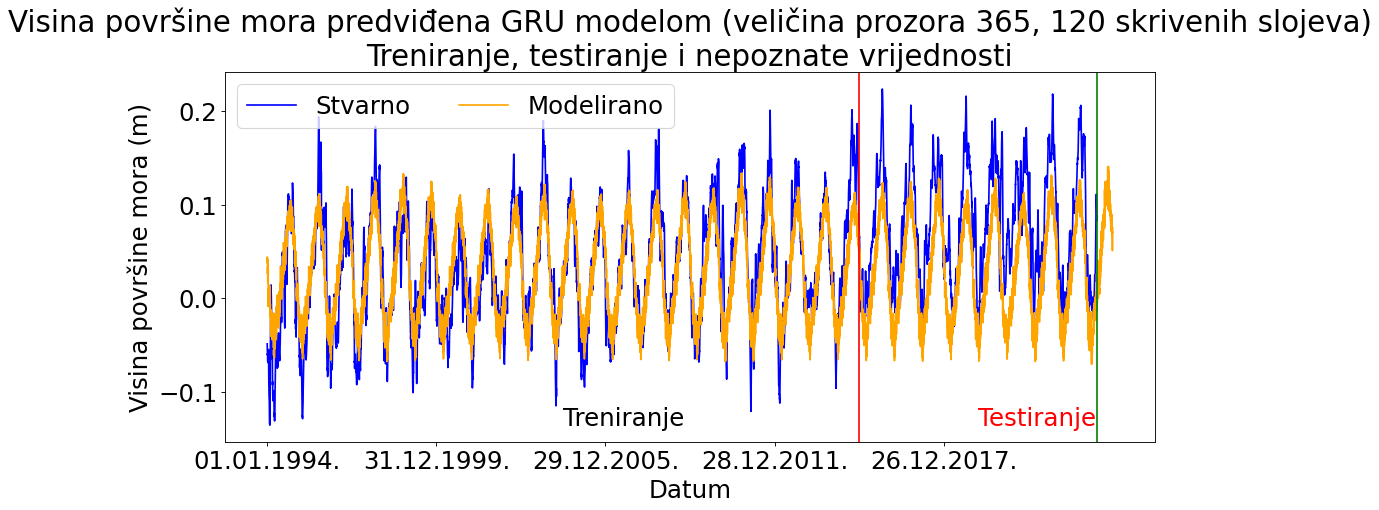 Visina površine mora predviđena GRU modelom (veličina prozora 365, 120 skrivenih slojeva)
Treniranje, testiranje i nepoznate vrijednosti
Stvarno
Modelirano
Visina površine mora (m)
0.2
0.1
0.0
−0.1
Treniranje
Testiranje
01.01.1994.
31.12.1999.
29.12.2005.
28.12.2011.
26.12.2017.
Datum